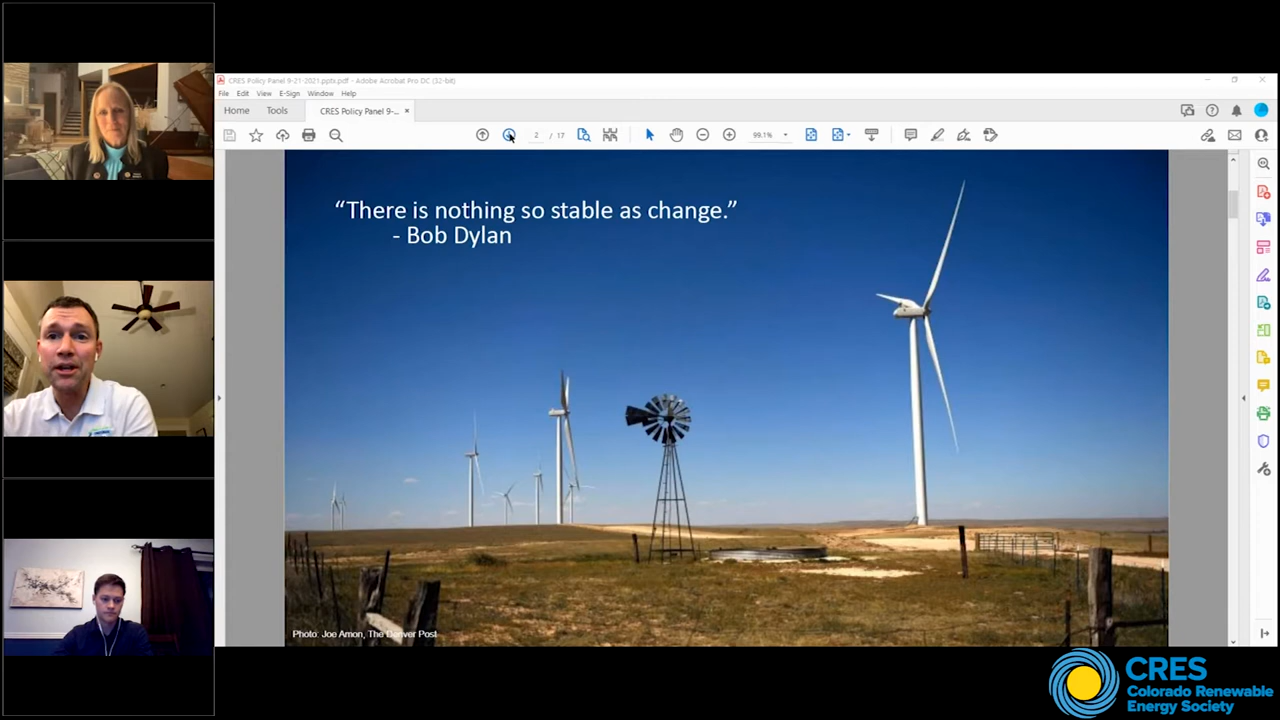 CRES Policy Panel 9-21-2021.pptx.pdf - Adobe Acrobat Pro DC (32-bit)
File Edit View E-Sign Window Help
Home Tools CRES Policy Panel 9-... ×
2 / 17 99.1%
“There is nothing so stable as change.”
- Bob Dylan
Photo: Joe Amon, The Denver Post
CRES
Colorado Renewable
Energy Society